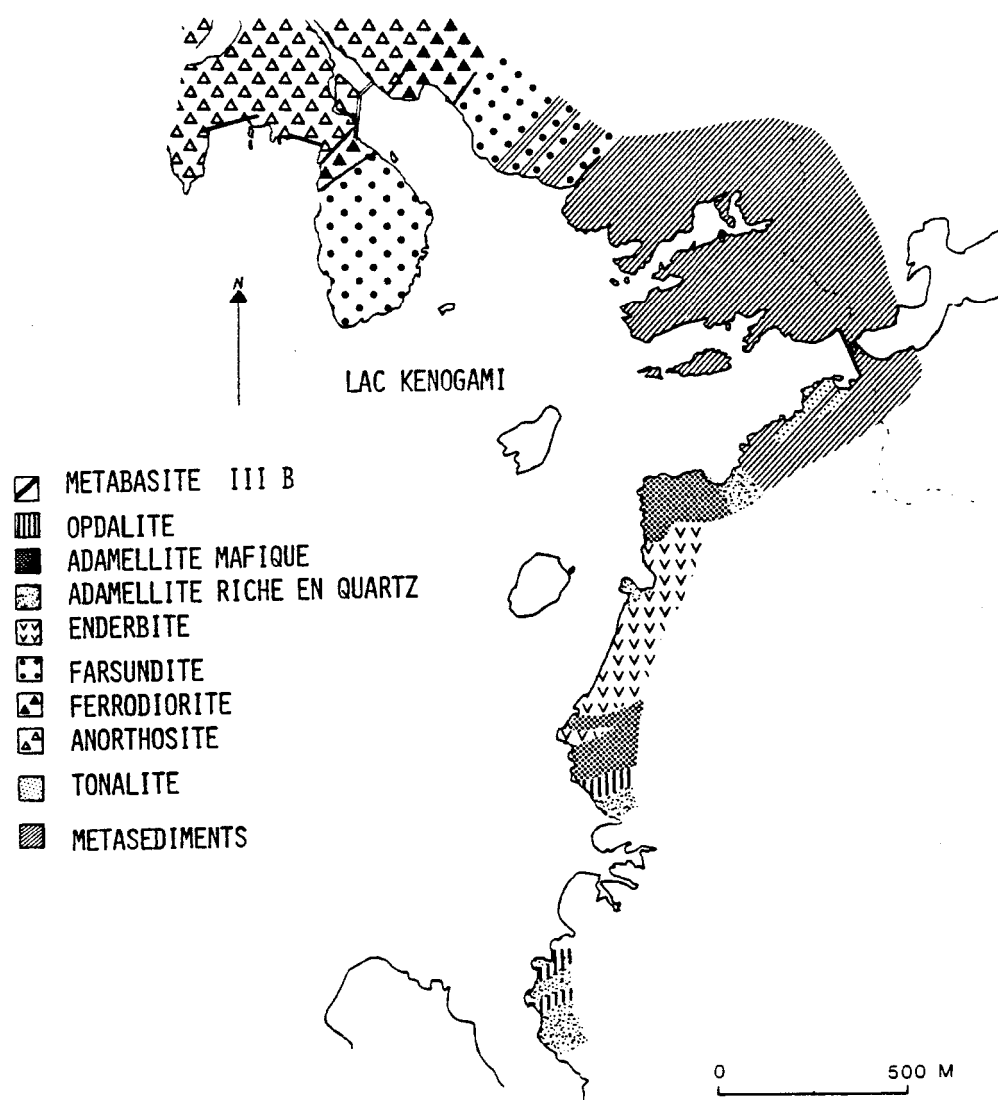 N
LAC KENOGAMI
METABASITE III B
OPDALITE
ADAMELLITE MAFIQUE
ADAMELLITE RICHE EN QUARTZ
ENDERBITE
FARSUNDITE
FERRODIORITE
ANORTHOSITE
TONALITE
METASEDIMENTS
0 500 M